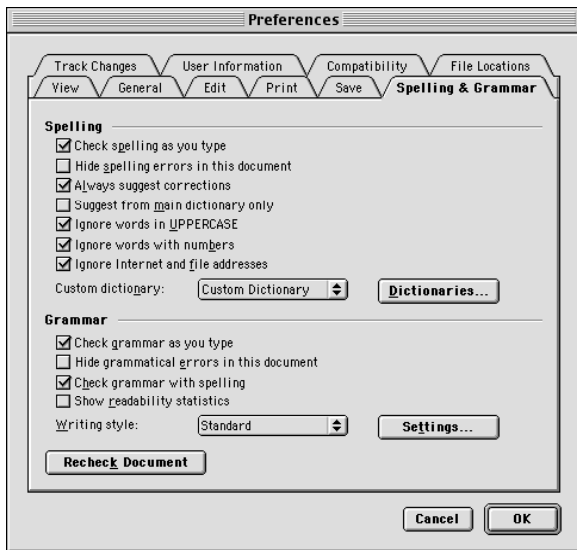 Preferences
Track Changes User Information Compatibility File Locations
View General Edit Print Save Spelling & Grammar
Spelling
Check spelling as you type
Hide spelling errors in this document
Always suggest corrections
Suggest from main dictionary only
Ignore words in UPPERCASE
Ignore words with numbers
Ignore Internet and file addresses
Custom dictionary: Custom Dictionary Dictionaries...
Grammar
Check grammar as you type
Hide grammatical errors in this document
Check grammar with spelling
Show readability statistics
Writing style: Standard Settings...
Recheck Document
Cancel OK